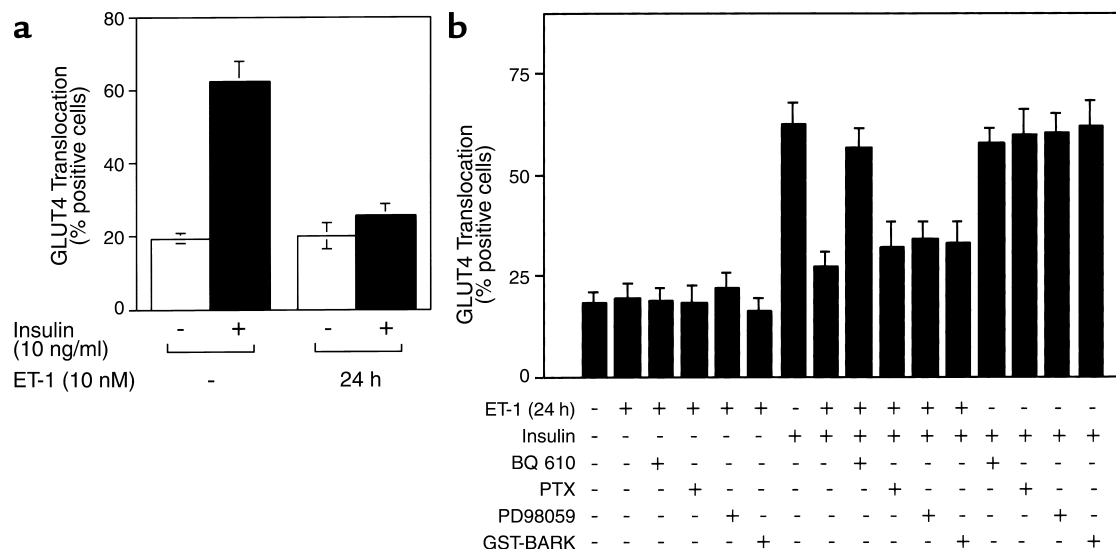 a
GLUT4 Translocation
(% positive cells)
80
60
40
20
0
Insulin - + - +
(10 ng/ml)
ET-1 (10 nM) - 24 h
b
GLUT4 Translocation
(% positive cells)
75
50
25
0
ET-1 (24 h) - + + + + + - + + + + + - - - -
Insulin - - - - - - + + + + + + + + + +
BQ 610 - - + - - - - - + - - - + - - -
PTX - - - + - - - - - + - - - + - -
PD98059 - - - - + - - - - - + - - - + -
GST-BARK - - - - - + - - - - - + - - - +